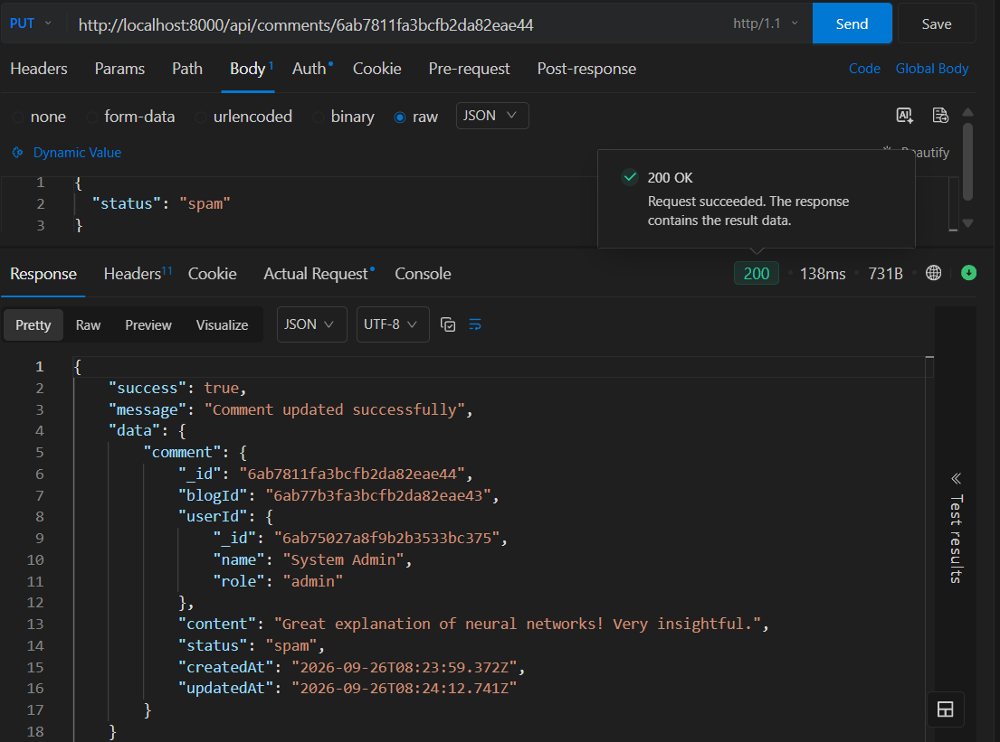 PUT http://localhost:8000/api/comments/6ab7811fa3bcfb2da82eae44 http/1.1 Send Save
Headers Params Path Body 1 Auth Cookie Pre-request Post-response Code Global Body
none form-data urlencoded binary raw JSON AI
Dynamic Value
1 {
2 "status": "spam"
3 }
200 OK
Request succeeded. The response
contains the result data.
Response Headers 11 Cookie Actual Request Console 200 138ms 731B
Pretty Raw Preview Visualize JSON UTF-8
1 {
2 "success": true,
3 "message": "Comment updated successfully",
4 "data": {
5 "comment": {
6 "_id": "6ab7811fa3bcfb2da82eae44",
7 "blogId": "6ab77b3fa3bcfb2da82eae43",
8 "userId": {
9 "_id": "6ab75027a8f9b2b3533bc375",
10 "name": "System Admin",
11 "role": "admin"
12 },
13 "content": "Great explanation of neural networks! Very insightful.",
14 "status": "spam",
15 "createdAt": "2026-09-26T08:23:59.372Z",
16 "updatedAt": "2026-09-26T08:24:12.741Z"
17 }
18 }
Test results